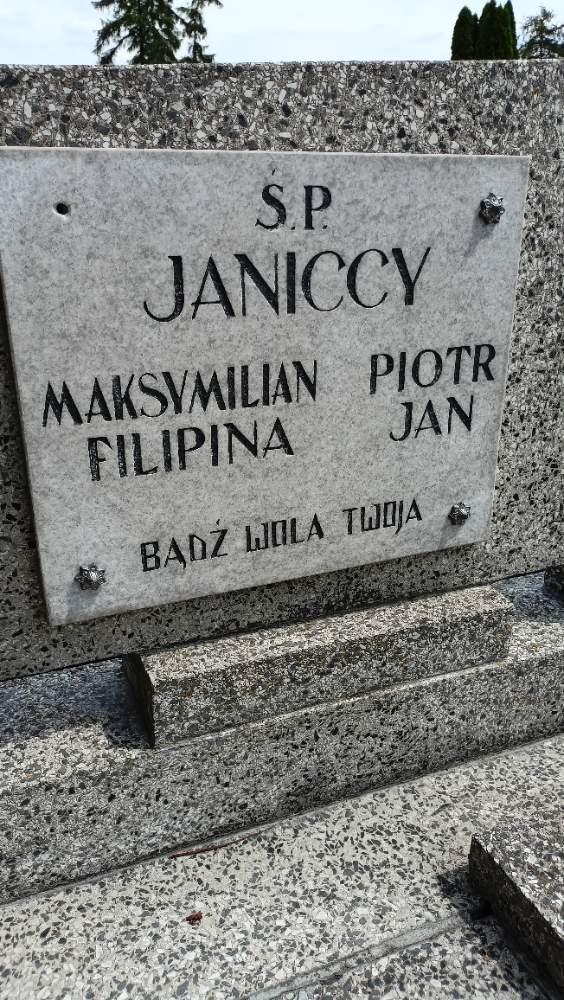 Ś.P.
JANICCY
MAKSYMILIAN PIOTR
FILIPINA JAN
BĄDŹ WOLA TWOJA